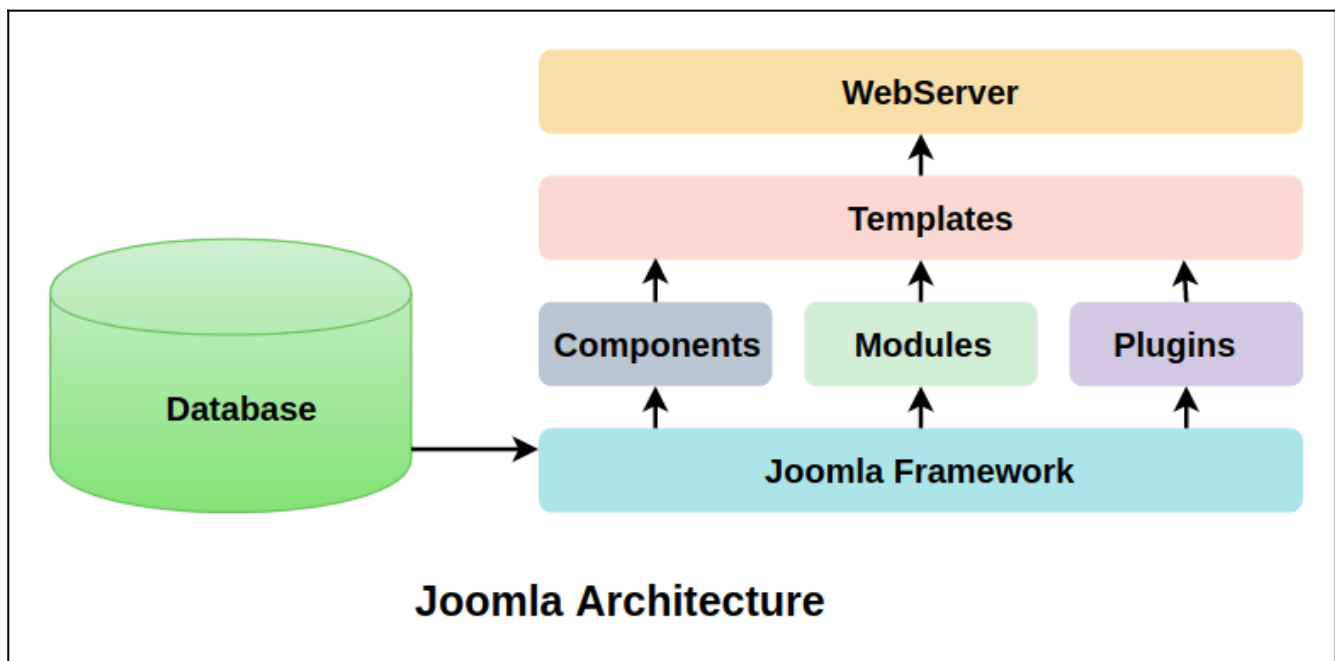 WebServer
Templates
Components
Modules
Plugins
Database
Joomla Framework
Joomla Architecture